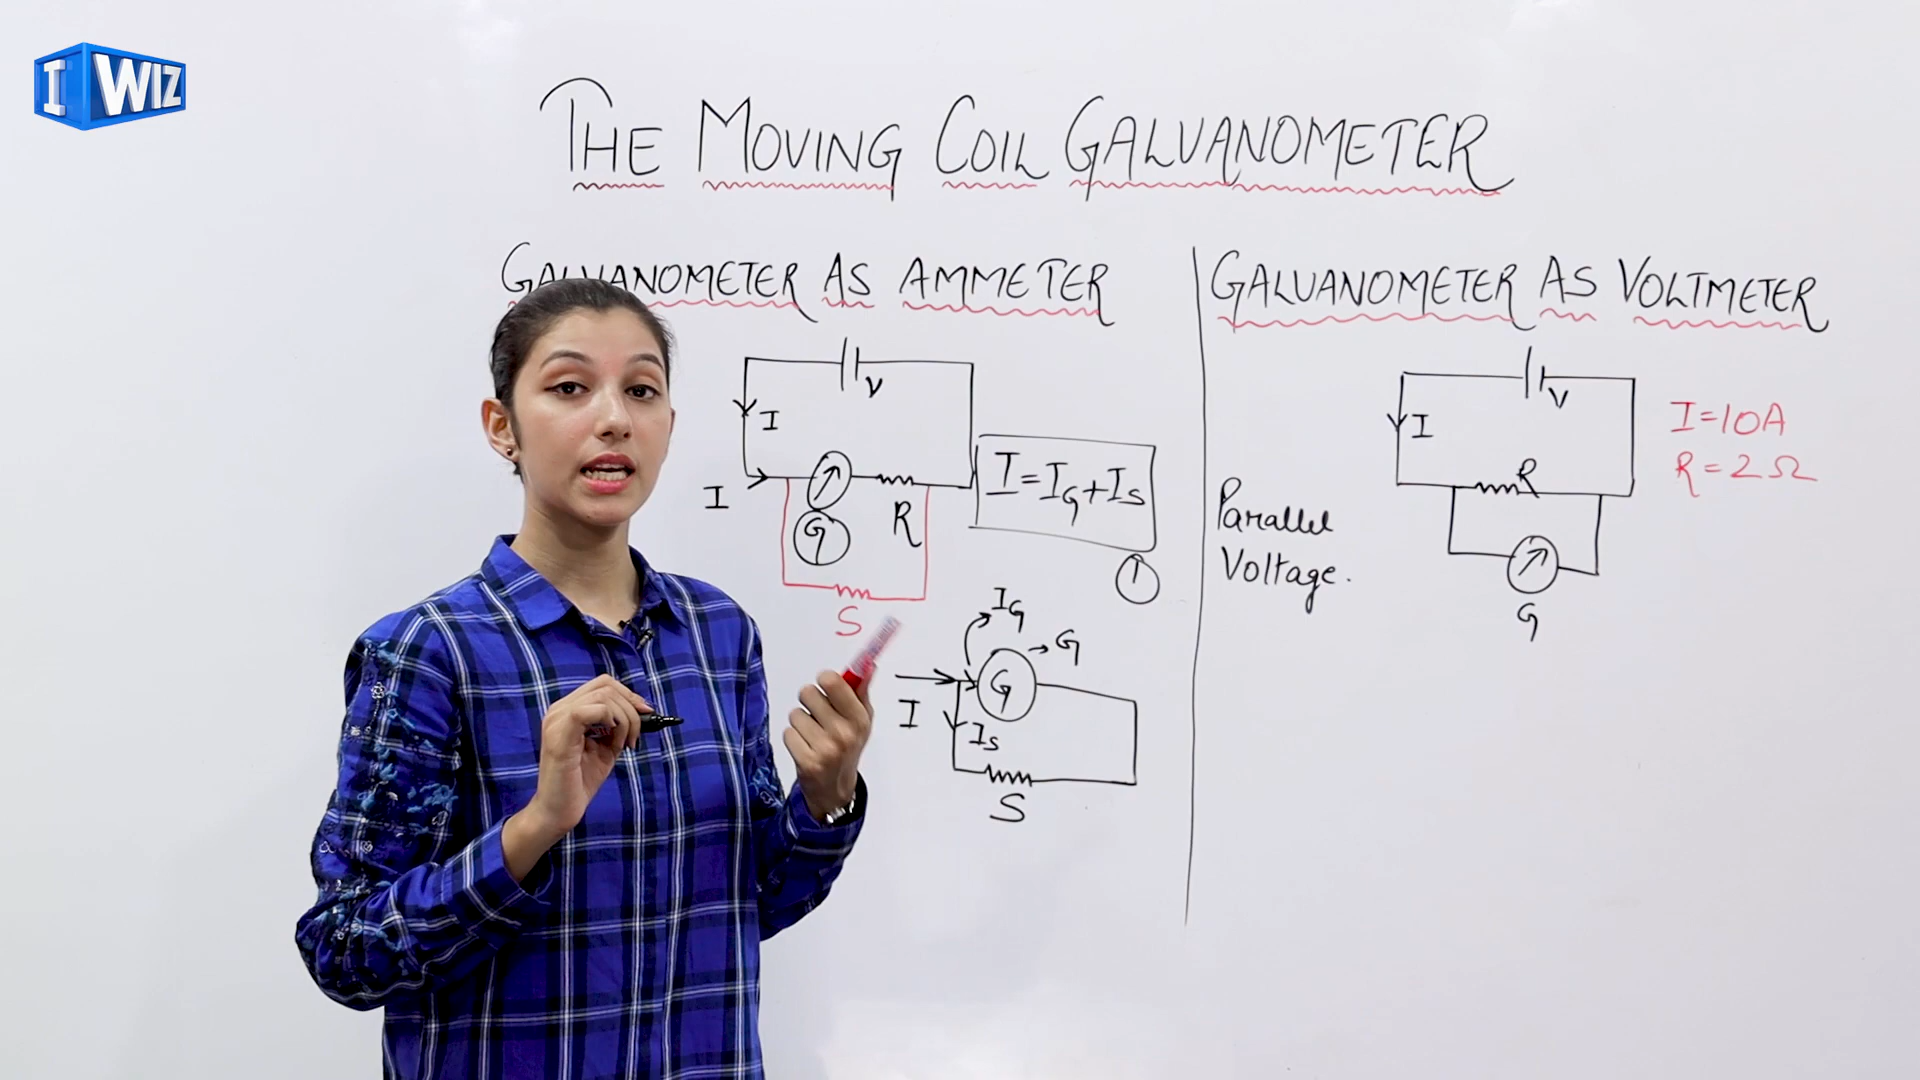 I WIZ
THE MOVING COIL GALVANOMETER
GALVANOMETER AS AMMETER
V
I
I
G
R
S
I=IG+IS
1
IG
G
G
I
IS
S
GALVANOMETER AS VOLTMETER
V
I
I=10A
R=2Ω
R
Parallel
Voltage.
G